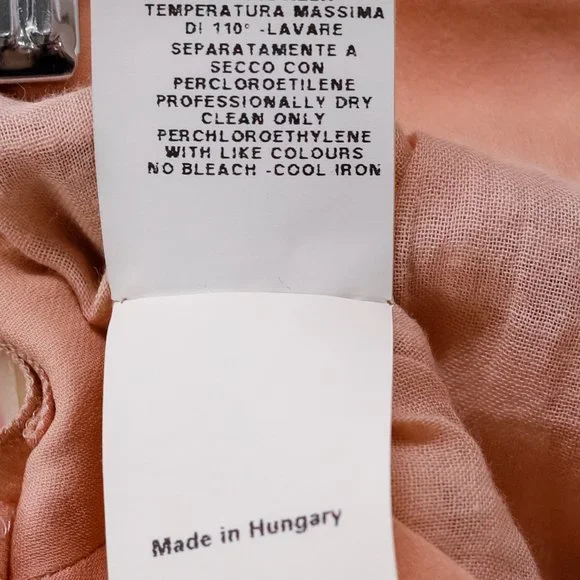 TEMPERATURA MASSIMA
DI 110° -LAVARE
SEPARATAMENTE A
SECCO CON
PERCLOROETILENE
PROFESSIONALLY DRY
CLEAN ONLY
PERCHLOROETHYLENE
WITH LIKE COLOURS
NO BLEACH -COOL IRON
Made in Hungary